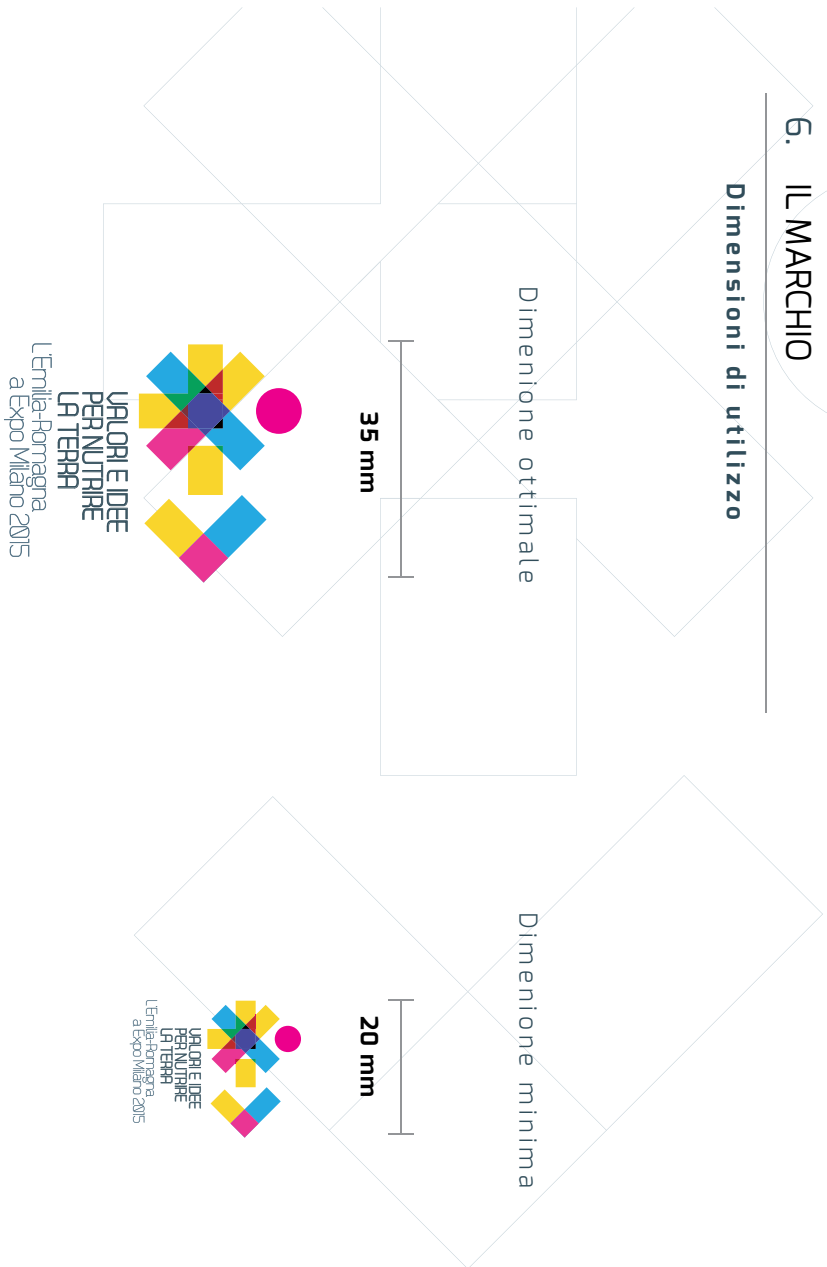 6. IL MARCHIO
Dimensioni di utilizzo
Dimenione ottimale
35 mm
VALORI E IDEE
PER NUTRIRE
LA TERRA
L'Emilia-Romagna
a Expo Milano 2015
Dimenione minima
20 mm
VALORI E IDEE
PER NUTRIRE
LA TERRA
L'Emilia-Romagna
a Expo Milano 2015